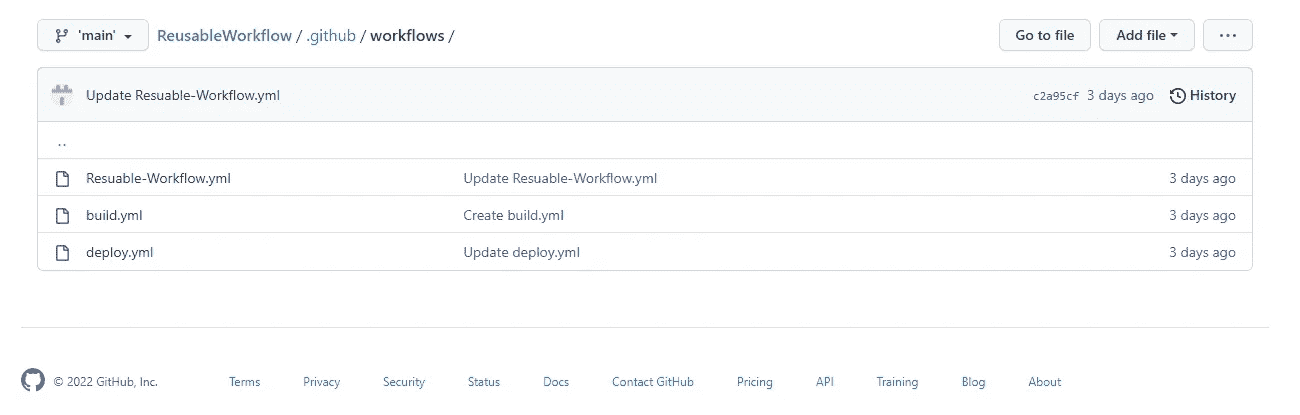 'main' ReusableWorkflow / .github / workflows / Go to file Add file ...
Update Resuable-Workflow.yml c2a95cf 3 days ago History
..
Resuable-Workflow.yml Update Resuable-Workflow.yml 3 days ago
build.yml Create build.yml 3 days ago
deploy.yml Update deploy.yml 3 days ago
© 2022 GitHub, Inc. Terms Privacy Security Status Docs Contact GitHub Pricing API Training Blog About